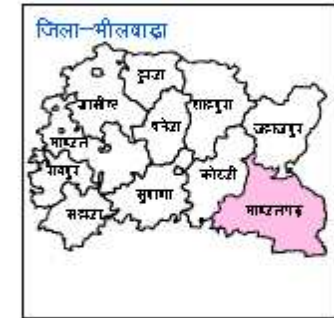 जिला-भीलवाडा
हुरडा
आसीन्द
शाहपुरा
बनेडा
जहाजपुर
माण्डल
कोटडी
रायपुर
सुवाणा
सहाडा
माण्डलगढ